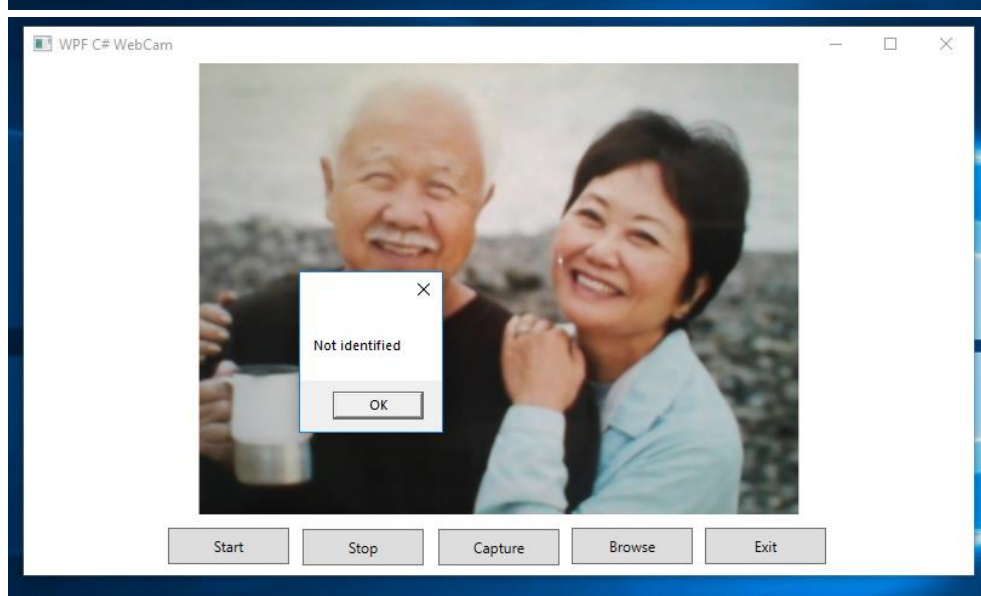 WPF C# WebCam
Not identified
OK
Start
Stop
Capture
Browse
Exit